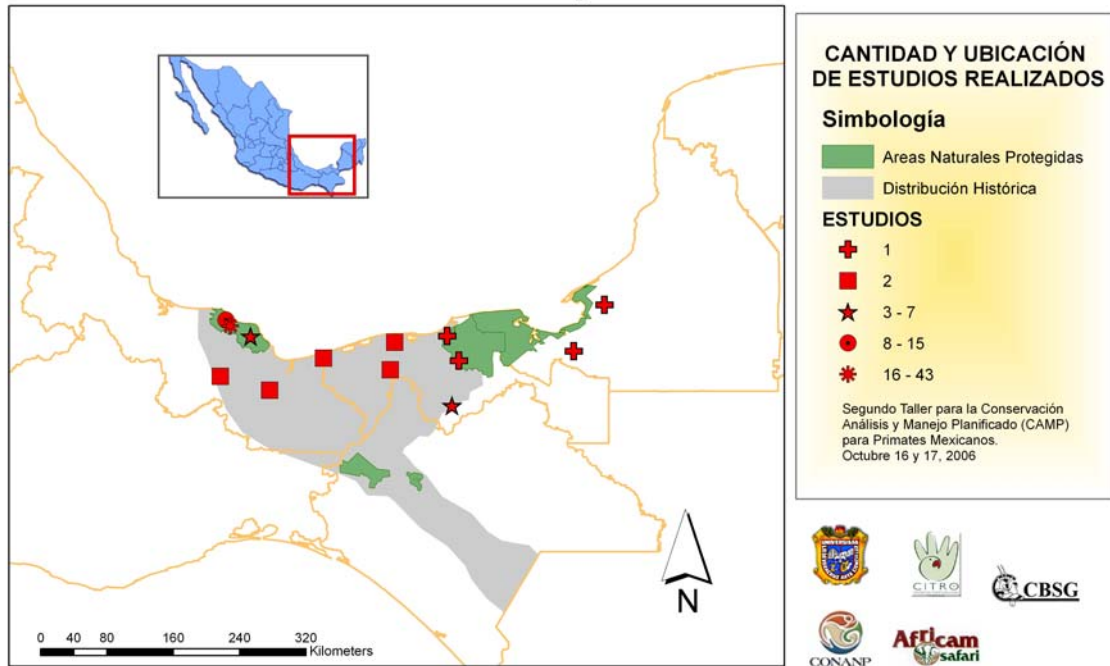 CANTIDAD Y UBICACIÓN
DE ESTUDIOS REALIZADOS
Simbología
Areas Naturales Protegidas
Distribución Histórica
ESTUDIOS
1
2
3 - 7
8 - 15
16 - 43
Segundo Taller para la Conservación
Análisis y Manejo Planificado (CAMP)
para Primates Mexicanos.
Octubre 16 y 17, 2006
N
0 40 80 160 240 320
Kilometers
CITRO
CBSG
CONANP
Africam
safari